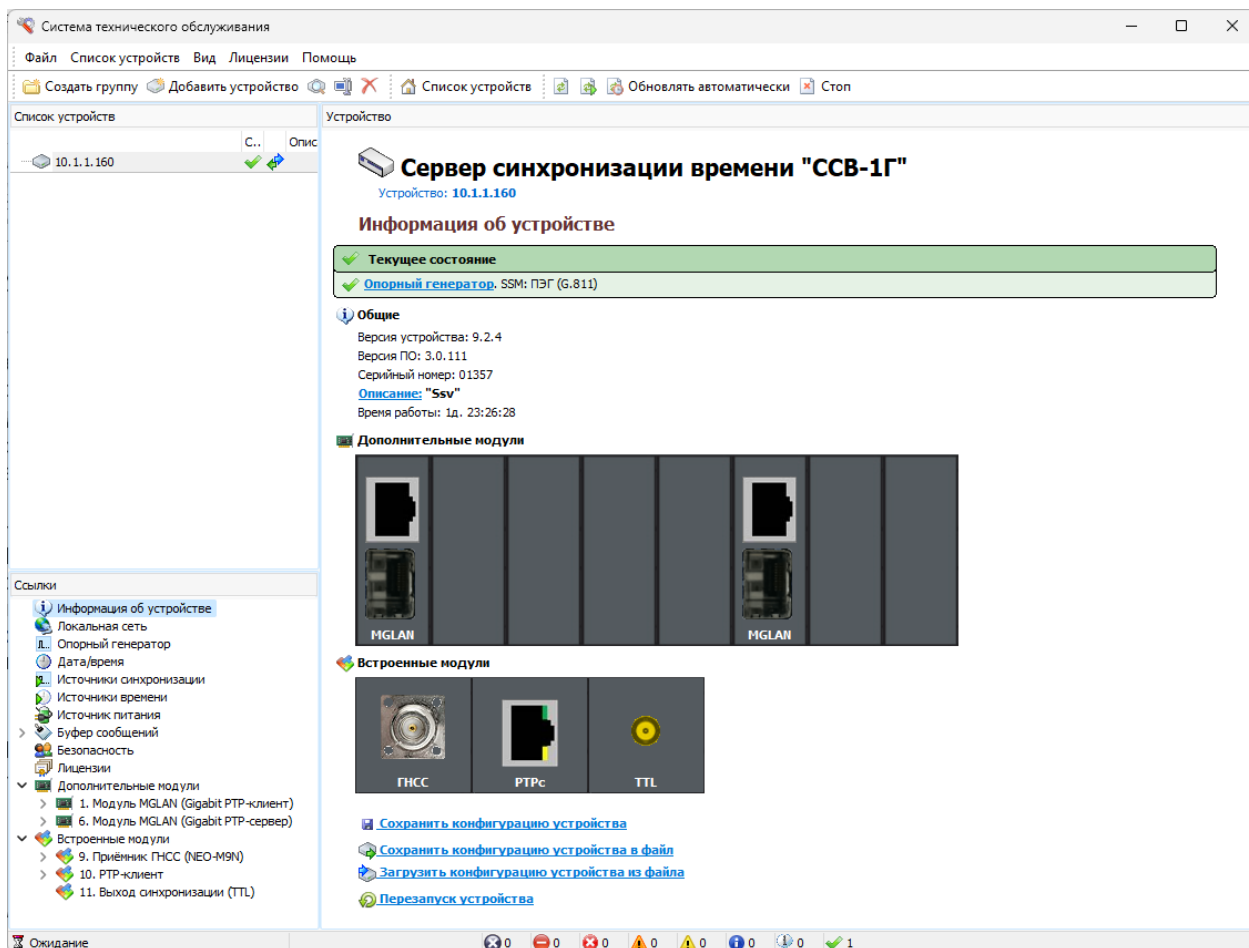 Система технического обслуживания
Файл Список устройств Вид Лицензии Помощь
Создать группу Добавить устройство Список устройств Обновлять автоматически Стоп
Список устройств
С.. Опис
10.1.1.160
Устройство
Сервер синхронизации времени "ССВ-1Г"
Устройство: 10.1.1.160
Информация об устройстве
Текущее состояние
Опорный генератор. SSM: ПЭГ (G.811)
Общие
Версия устройства: 9.2.4
Версия ПО: 3.0.111
Серийный номер: 01357
Описание: "Ssv"
Время работы: 1д. 23:26:28
Дополнительные модули
MGLAN MGLAN
Встроенные модули
ГНСС PTPc TTL
Сохранить конфигурацию устройства
Сохранить конфигурацию устройства в файл
Загрузить конфигурацию устройства из файла
Перезапуск устройства
Ссылки
Информация об устройстве
Локальная сеть
Опорный генератор
Дата/время
Источники синхронизации
Источники времени
Источник питания
Буфер сообщений
Безопасность
Лицензии
Дополнительные модули
1. Модуль MGLAN (Gigabit PTP-клиент)
6. Модуль MGLAN (Gigabit PTP-сервер)
Встроенные модули
9. Приёмник ГНСС (NEO-M9N)
10. PTP-клиент
11. Выход синхронизации (TTL)
Ожидание 0 0 0 0 0 0 0 1